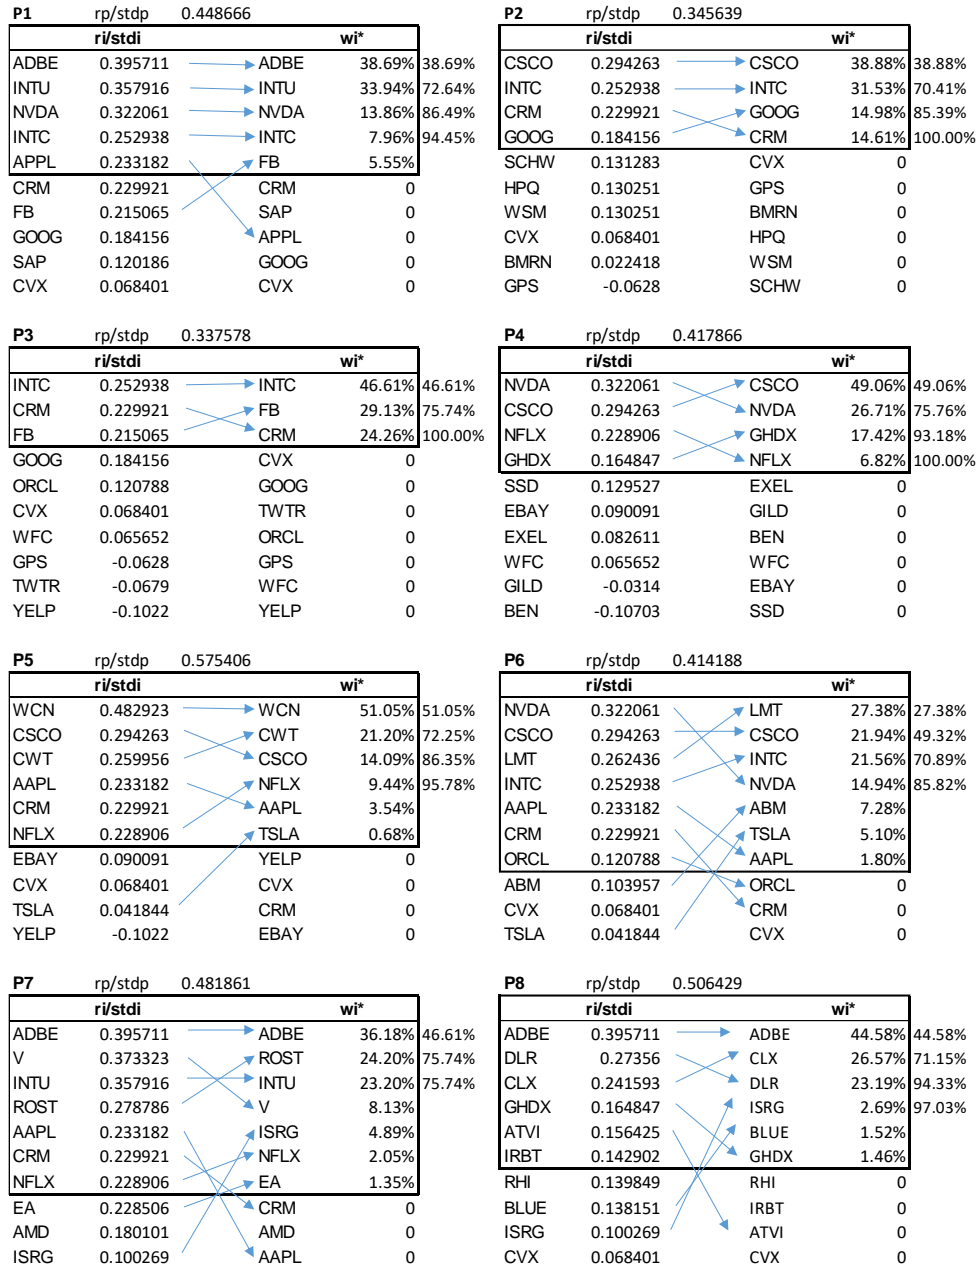 P1 rp/stdp 0.448666
ri/stdi wi*
ADBE 0.395711 ADBE 38.69% 38.69%
INTU 0.357916 INTU 33.94% 72.64%
NVDA 0.322061 NVDA 13.86% 86.49%
INTC 0.252938 INTC 7.96% 94.45%
APPL 0.233182 FB 5.55%
CRM 0.229921 CRM 0
FB 0.215065 SAP 0
GOOG 0.184156 APPL 0
SAP 0.120186 GOOG 0
CVX 0.068401 CVX 0
P2 rp/stdp 0.345639
ri/stdi wi*
CSCO 0.294263 CSCO 38.88% 38.88%
INTC 0.252938 INTC 31.53% 70.41%
CRM 0.229921 GOOG 14.98% 85.39%
GOOG 0.184156 CRM 14.61% 100.00%
SCHW 0.131283 CVX 0
HPQ 0.130251 GPS 0
WSM 0.130251 BMRN 0
CVX 0.068401 HPQ 0
BMRN 0.022418 WSM 0
GPS -0.0628 SCHW 0
P3 rp/stdp 0.337578
ri/stdi wi*
INTC 0.252938 INTC 46.61% 46.61%
CRM 0.229921 FB 29.13% 75.74%
FB 0.215065 CRM 24.26% 100.00%
GOOG 0.184156 CVX 0
ORCL 0.120788 GOOG 0
CVX 0.068401 TWTR 0
WFC 0.065652 ORCL 0
GPS -0.0628 GPS 0
TWTR -0.0679 WFC 0
YELP -0.1022 YELP 0
P4 rp/stdp 0.417866
ri/stdi wi*
NVDA 0.322061 CSCO 49.06% 49.06%
CSCO 0.294263 NVDA 26.71% 75.76%
NFLX 0.228906 GHDX 17.42% 93.18%
GHDX 0.164847 NFLX 6.82% 100.00%
SSD 0.129527 EXEL 0
EBAY 0.090091 GILD 0
EXEL 0.082611 BEN 0
WFC 0.065652 WFC 0
GILD -0.0314 EBAY 0
BEN -0.10703 SSD 0
P5 rp/stdp 0.575406
ri/stdi wi*
WCN 0.482923 WCN 51.05% 51.05%
CSCO 0.294263 CWT 21.20% 72.25%
CWT 0.259956 CSCO 14.09% 86.35%
AAPL 0.233182 NFLX 9.44% 95.78%
CRM 0.229921 AAPL 3.54%
NFLX 0.228906 TSLA 0.68%
EBAY 0.090091 YELP 0
CVX 0.068401 CVX 0
TSLA 0.041844 CRM 0
YELP -0.1022 EBAY 0
P6 rp/stdp 0.414188
ri/stdi wi*
NVDA 0.322061 LMT 27.38% 27.38%
CSCO 0.294263 CSCO 21.94% 49.32%
LMT 0.262436 INTC 21.56% 70.89%
INTC 0.252938 NVDA 14.94% 85.82%
AAPL 0.233182 ABM 7.28%
CRM 0.229921 TSLA 5.10%
ORCL 0.120788 AAPL 1.80%
ABM 0.103957 ORCL 0
CVX 0.068401 CRM 0
TSLA 0.041844 CVX 0
P7 rp/stdp 0.481861
ri/stdi wi*
ADBE 0.395711 ADBE 36.18% 46.61%
V 0.373323 ROST 24.20% 75.74%
INTU 0.357916 INTU 23.20% 75.74%
ROST 0.278786 V 8.13%
AAPL 0.233182 ISRG 4.89%
CRM 0.229921 NFLX 2.05%
NFLX 0.228906 EA 1.35%
EA 0.228506 CRM 0
AMD 0.180101 AMD 0
ISRG 0.100269 AAPL 0
P8 rp/stdp 0.506429
ri/stdi wi*
ADBE 0.395711 ADBE 44.58% 44.58%
DLR 0.27356 CLX 26.57% 71.15%
CLX 0.241593 DLR 23.19% 94.33%
GHDX 0.164847 ISRG 2.69% 97.03%
ATVI 0.156425 BLUE 1.52%
IRBT 0.142902 GHDX 1.46%
RHI 0.139849 RHI 0
BLUE 0.138151 IRBT 0
ISRG 0.100269 ATVI 0
CVX 0.068401 CVX 0